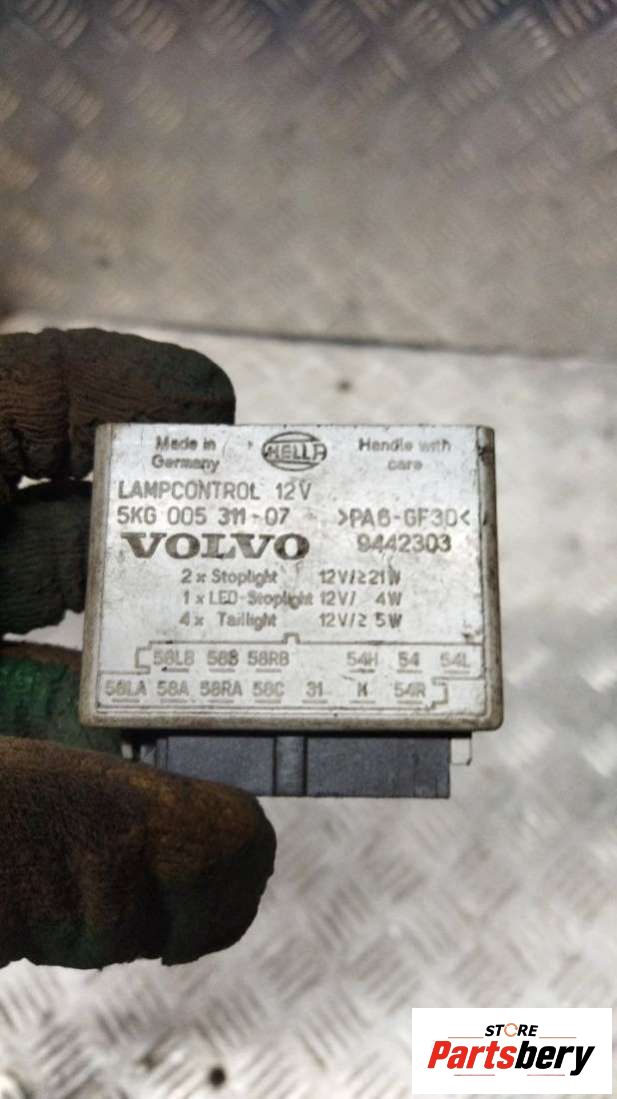 Made in
Germany
HELLA
Handle with
care
LAMPCONTROL 12V
5KG 005 311-07 >PA6-GF30<
VOLVO 9442303
2 x Stoplight 12V/≥21W
1 x LED-Stoplight 12V/ 4W
4x Taillight 12V/≥ 5W
58LB 58B 58RB 54H 54 54L
58LA 58A 58RA 58C 31 K 54R
STORE
Partsbery